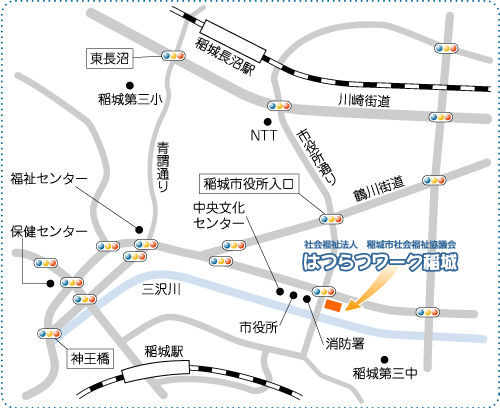 東長沼
稲城長沼駅
稲城第三小
川崎街道
NTT
市役所通り
青謂通り
福祉センター
稲城市役所入口
鶴川街道
中央文化
センター
保健センター
社会福祉法人　稲城市社会福祉協議会
はつらつワーク稲城
三沢川
市役所
消防署
神王橋
稲城駅
稲城第三中